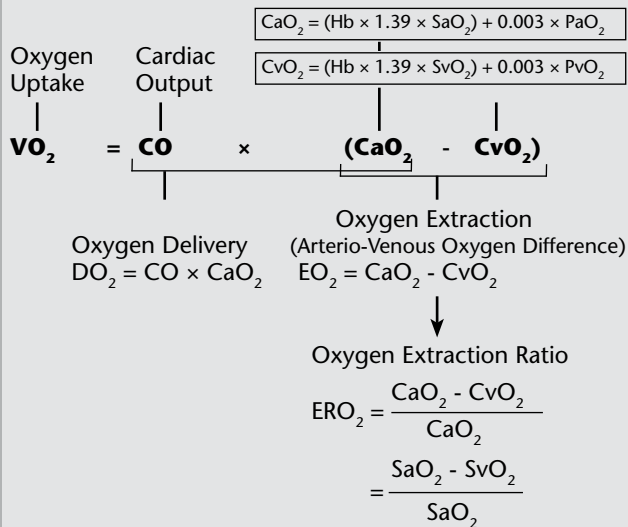 CaO₂ = (Hb × 1.39 × SaO₂) + 0.003 × PaO₂
CvO₂ = (Hb × 1.39 × SvO₂) + 0.003 × PvO₂
Oxygen Uptake
Cardiac Output
VO₂ = CO × (CaO₂ - CvO₂)
Oxygen Delivery
DO₂ = CO × CaO₂
Oxygen Extraction
(Arterio-Venous Oxygen Difference)
EO₂ = CaO₂ - CvO₂
Oxygen Extraction Ratio
CaO₂ - CvO₂
ERO₂ =
CaO₂
SaO₂ - SvO₂
=
SaO₂